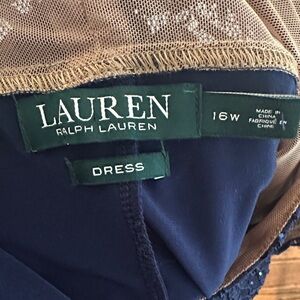 LAUREN
RALPH LAUREN
16W
MADE IN
CHINA
FABRIQUÉ EN
CHINE
DRESS